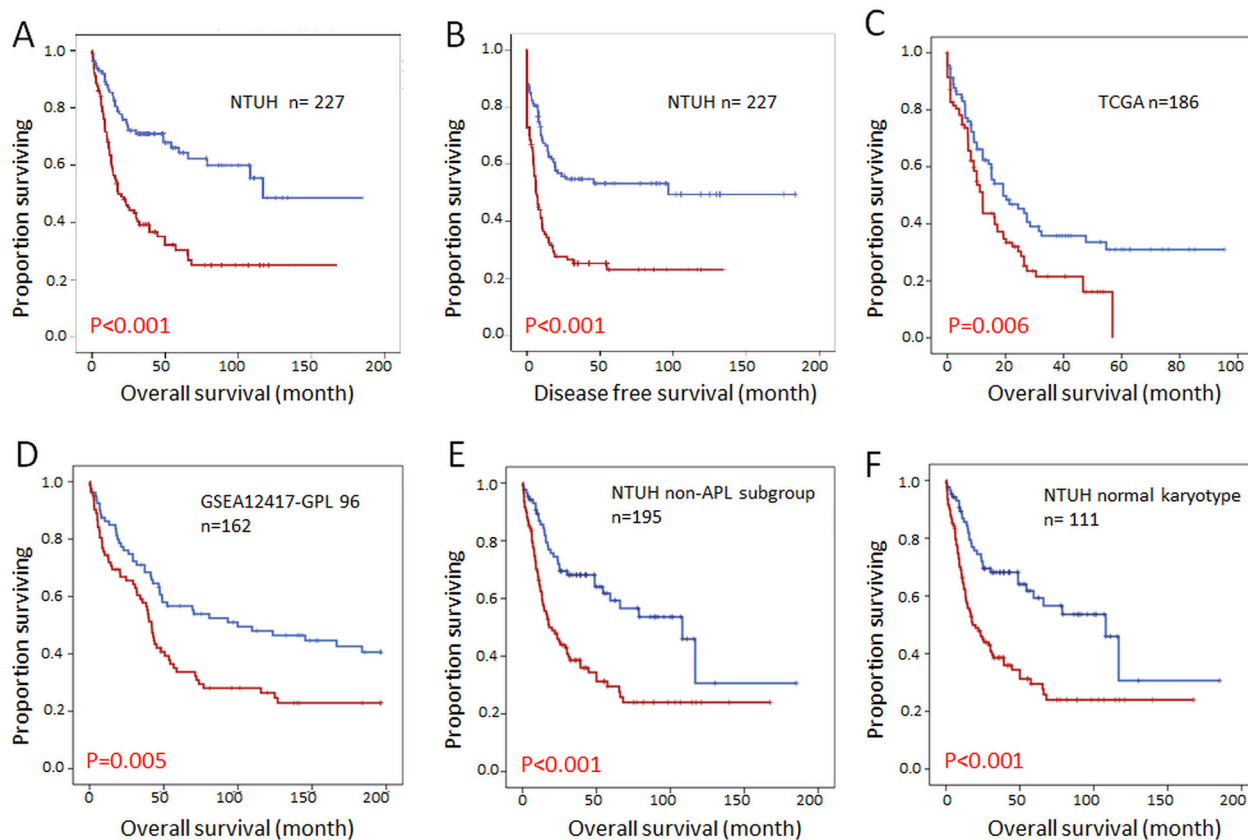 A
NTUH n= 227
Proportion surviving
1.0
0.8
0.6
0.4
0.2
0.0
P<0.001
0 50 100 150 200
Overall survival (month)
B
NTUH n= 227
Proportion surviving
1.0
0.8
0.6
0.4
0.2
0.0
P<0.001
0 50 100 150 200
Disease free survival (month)
C
TCGA n=186
Proportion surviving
1.0
0.8
0.6
0.4
0.2
0.0
P=0.006
0 20 40 60 80 100
Overall survival (month)
D
GSEA12417-GPL 96
n=162
Proportion surviving
1.0
0.8
0.6
0.4
0.2
0.0
P=0.005
0 50 100 150 200
Overall survival (month)
E
NTUH non-APL subgroup
n=195
Proportion surviving
1.0
0.8
0.6
0.4
0.2
0.0
P<0.001
0 50 100 150 200
Overall survival (month)
F
NTUH normal karyotype
n= 111
Proportion surviving
1.0
0.8
0.6
0.4
0.2
0.0
P<0.001
0 50 100 150 200
Overall survival (month)